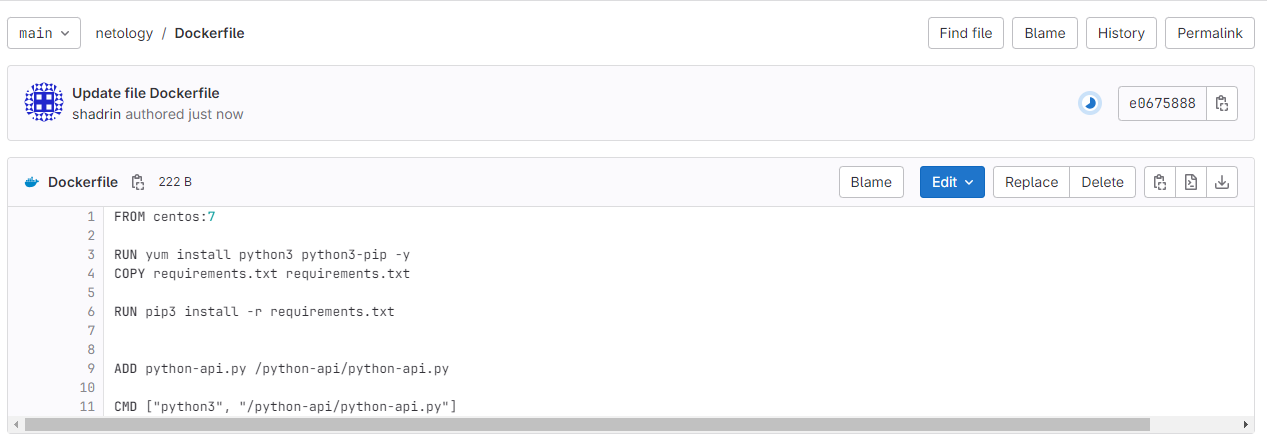 main netology / Dockerfile Find file Blame History Permalink
Update file Dockerfile
shadrin authored just now e0675888
Dockerfile 222 B Blame Edit Replace Delete
1 FROM centos:7
2
3 RUN yum install python3 python3-pip -y
4 COPY requirements.txt requirements.txt
5
6 RUN pip3 install -r requirements.txt
7
8
9 ADD python-api.py /python-api/python-api.py
10
11 CMD ["python3", "/python-api/python-api.py"]